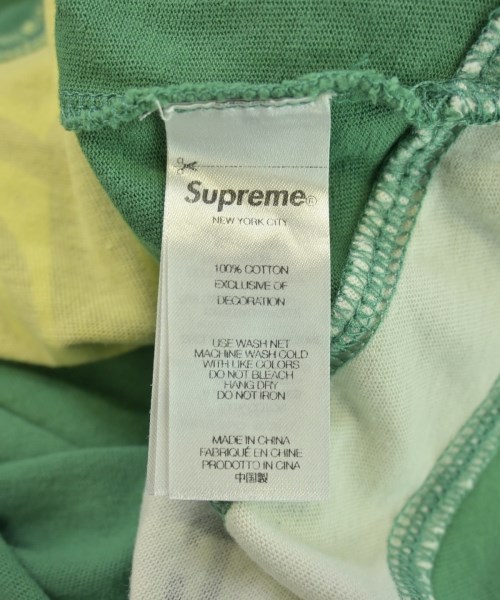 Supreme®
NEW YORK CITY
100% COTTON
EXCLUSIVE OF
DECORATION
USE WASH NET
MACHINE WASH COLD
WITH LIKE COLORS
DO NOT BLEACH
HANG DRY
DO NOT IRON
MADE IN CHINA
FABRIQUÉ EN CHINE
PRODOTTO IN CINA
中国製